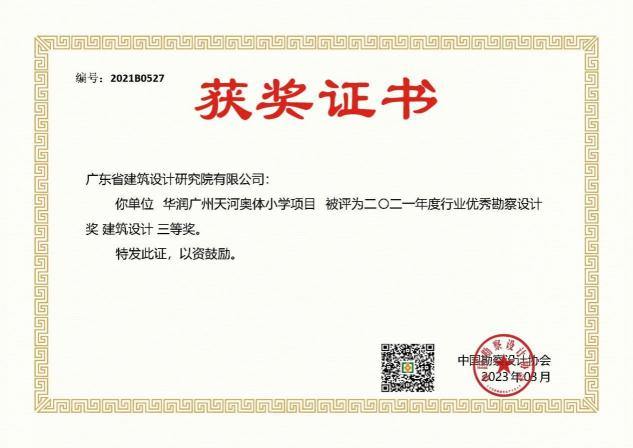 编号：2021B0527
获奖证书
广东省建筑设计研究院有限公司：
你单位 华润广州天河奥体小学项目 被评为二〇二一年度行业优秀勘察设计
奖 建筑设计 三等奖。
特发此证，以资鼓励。
中国勘察设计协会
2023年03月